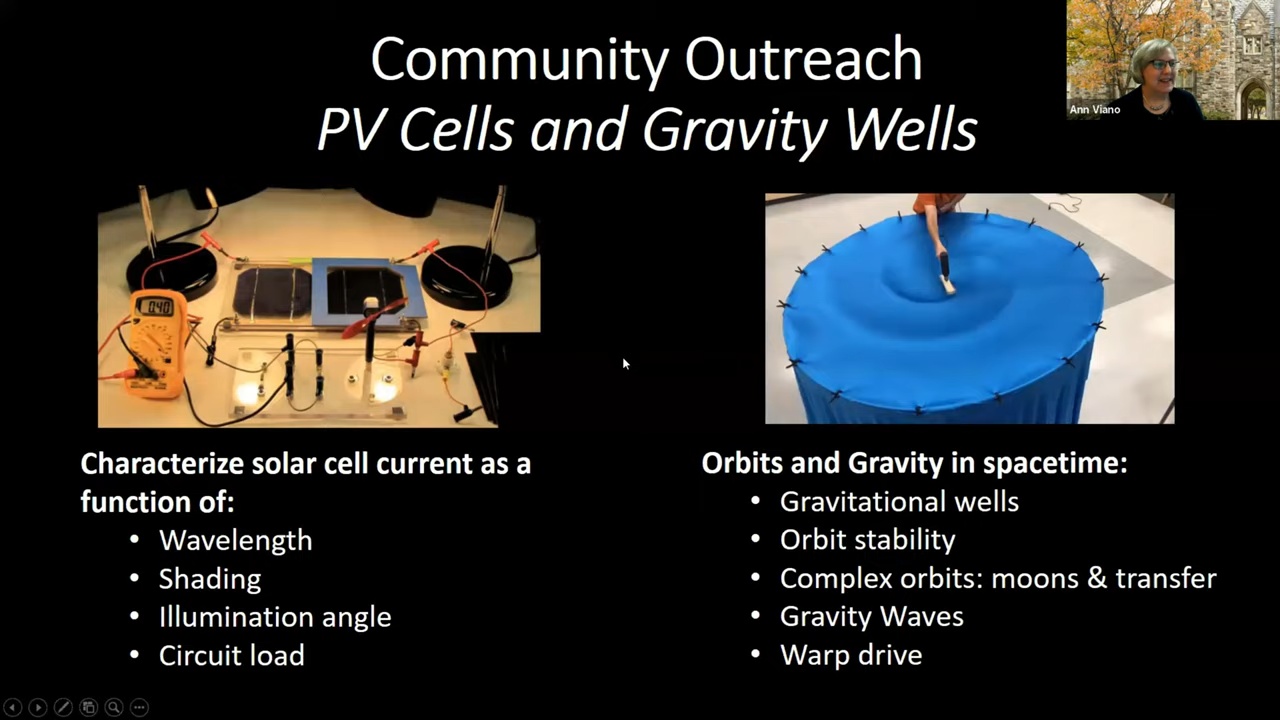 Community Outreach
PV Cells and Gravity Wells
Ann Viano
040
Characterize solar cell current as a
function of:
• Wavelength
• Shading
• Illumination angle
• Circuit load
Orbits and Gravity in spacetime:
• Gravitational wells
• Orbit stability
• Complex orbits: moons & transfer
• Gravity Waves
• Warp drive